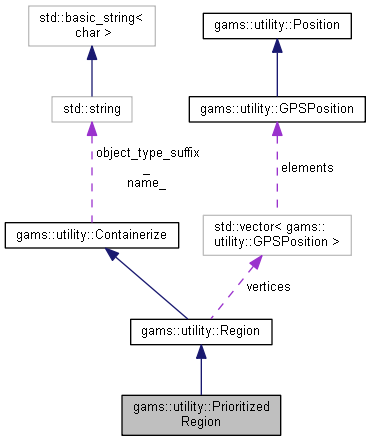 std::basic_string<
char >
gams::utility::Position
std::string
gams::utility::GPSPosition
object_type_suffix
_
name_
elements
gams::utility::Containerize
std::vector< gams::
utility::GPSPosition >
vertices
gams::utility::Region
gams::utility::Prioritized
Region